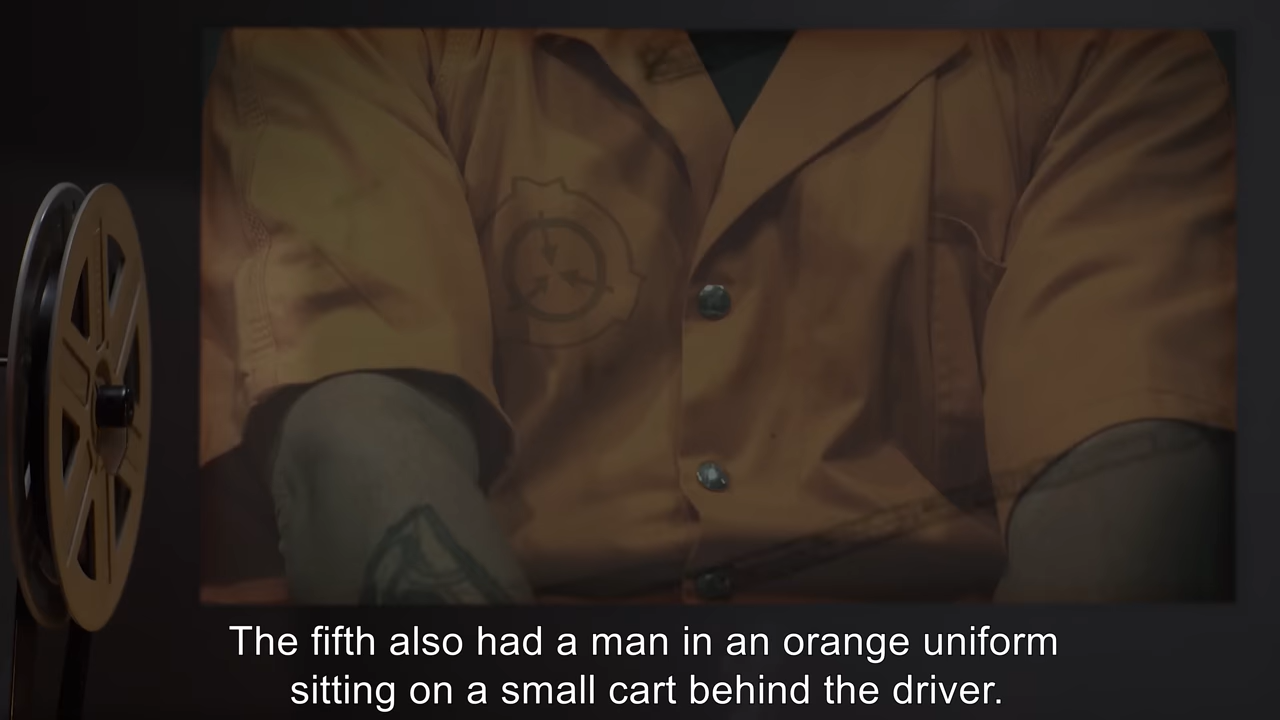 The fifth also had a man in an orange uniform
sitting on a small cart behind the driver.